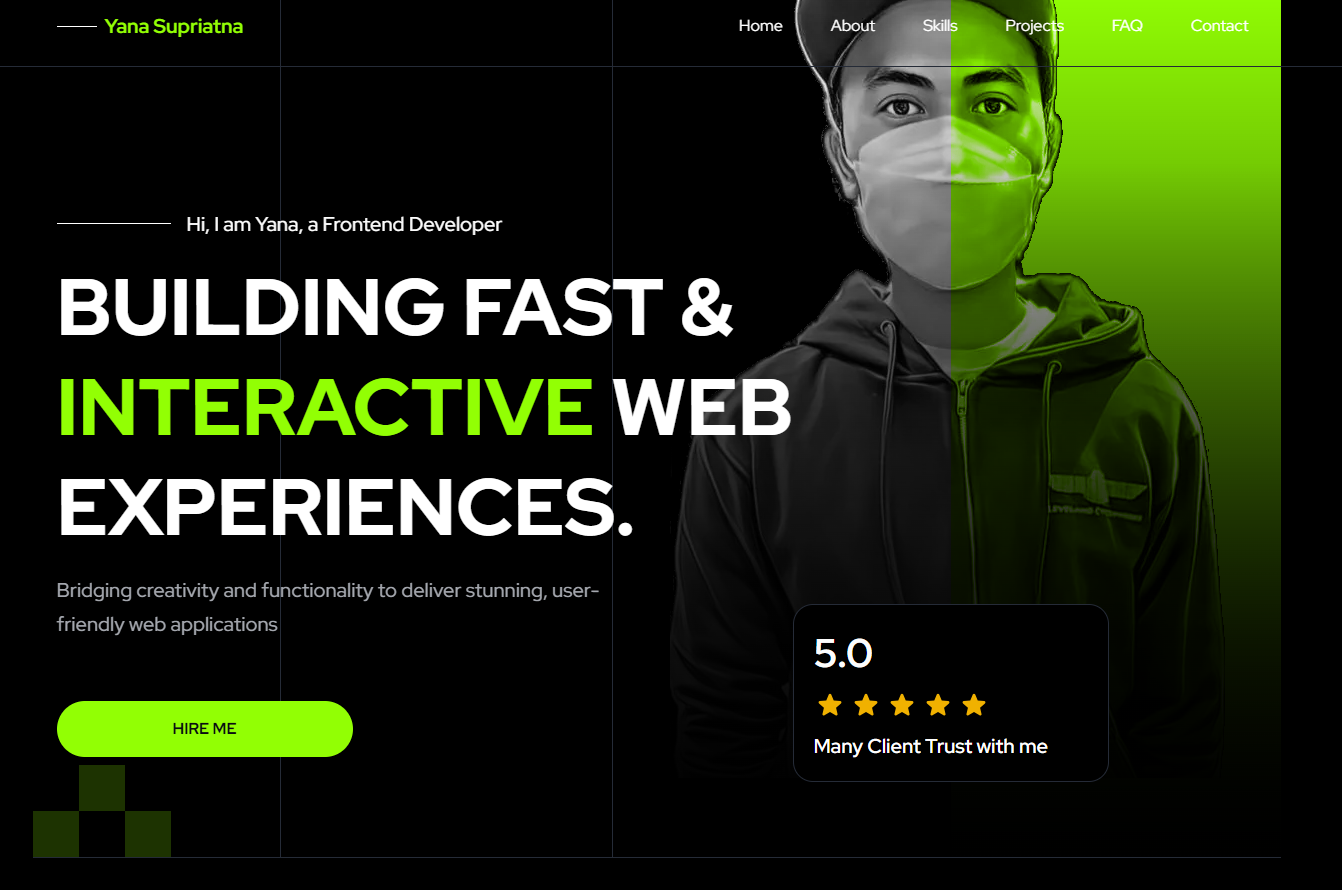 Yana Supriatna
Home About Skills Projects FAQ Contact
Hi, I am Yana, a Frontend Developer
BUILDING FAST &
INTERACTIVE WEB
EXPERIENCES.
Bridging creativity and functionality to deliver stunning, user-
friendly web applications
HIRE ME
5.0
Many Client Trust with me